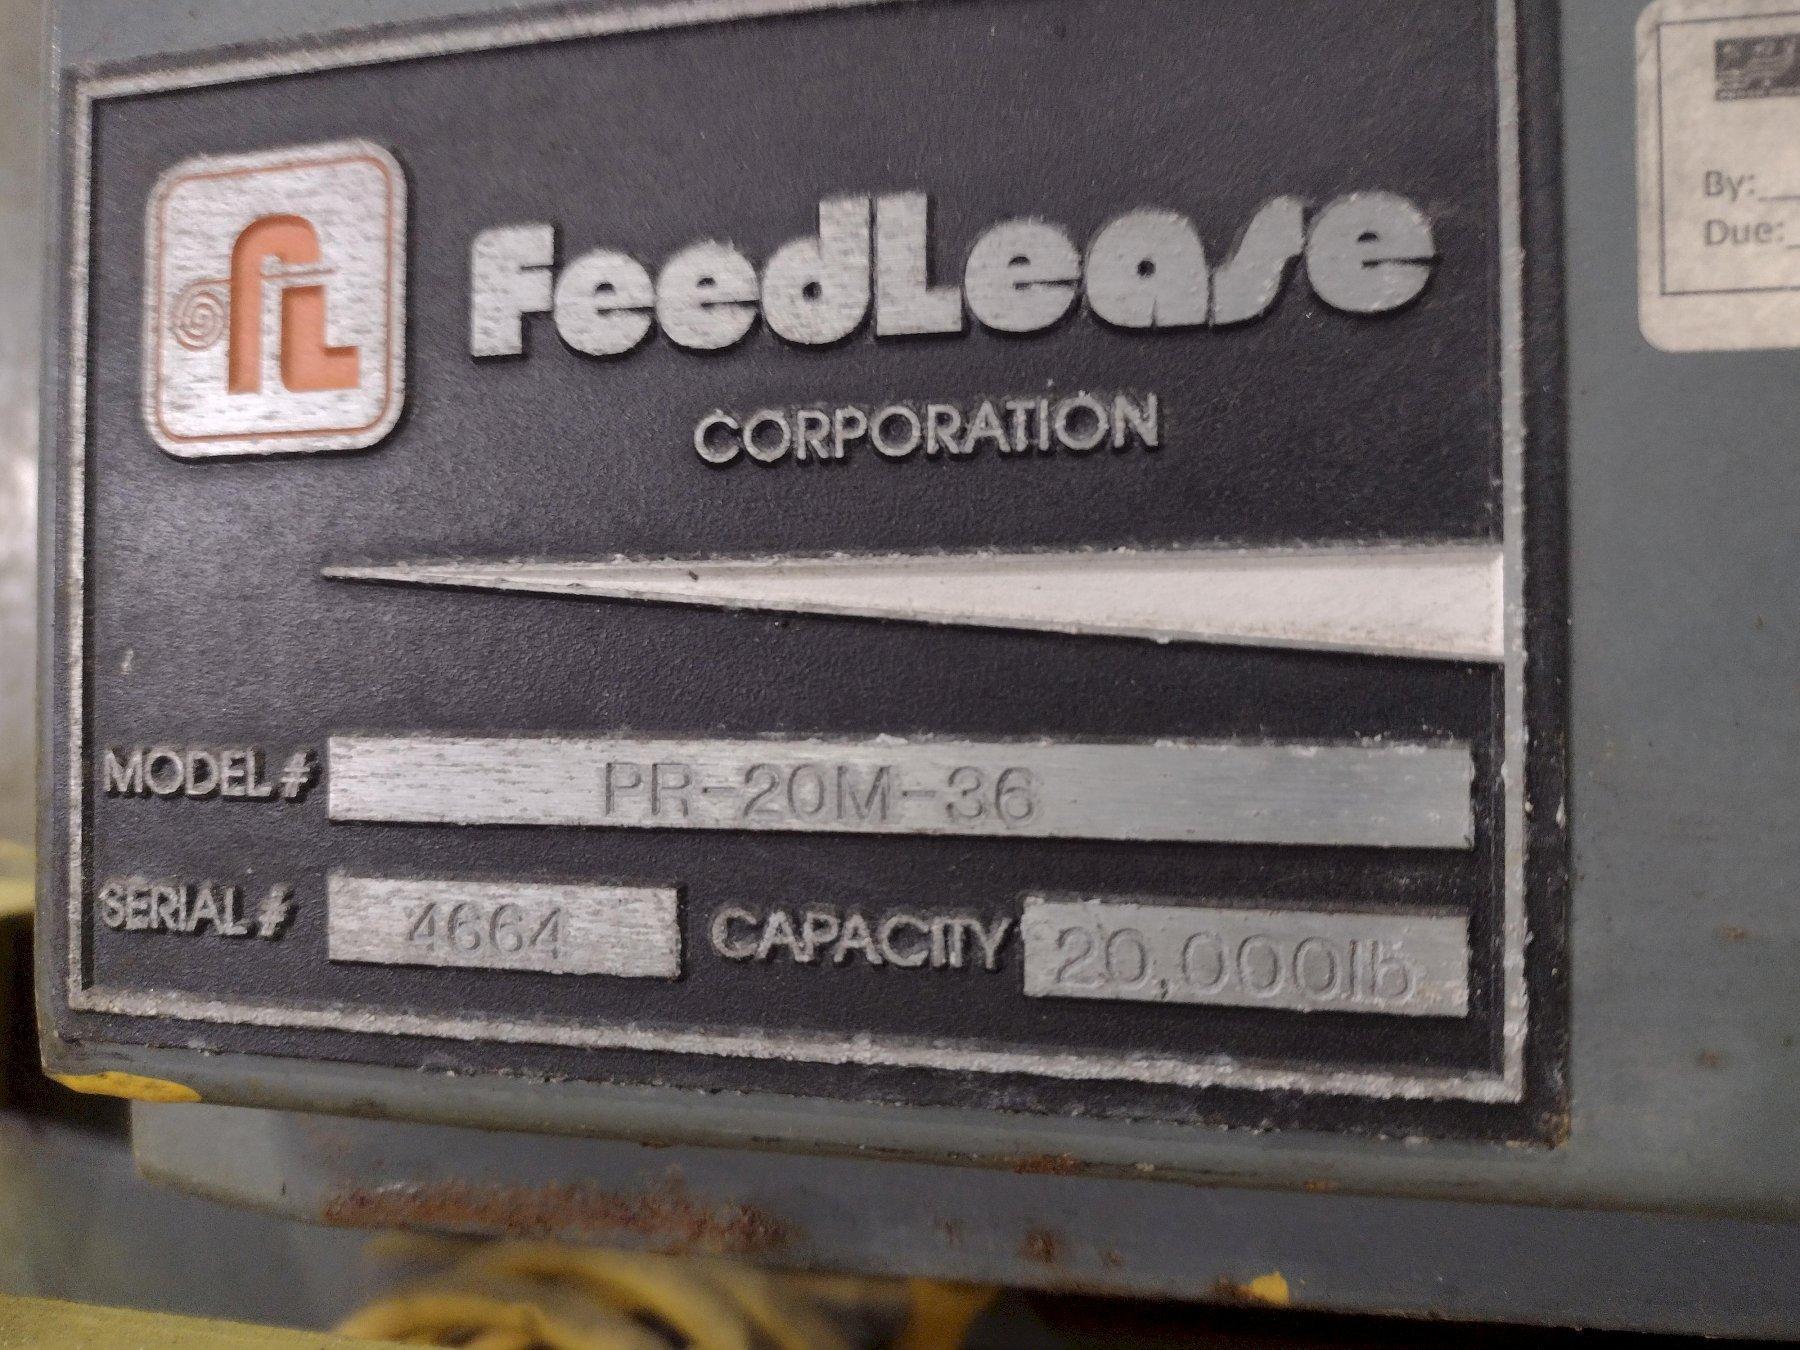 FL
FeedLease
CORPORATION
MODEL # PR-20M-36
SERIAL # 4664 CAPACITY 20,000lb
By:
Due: